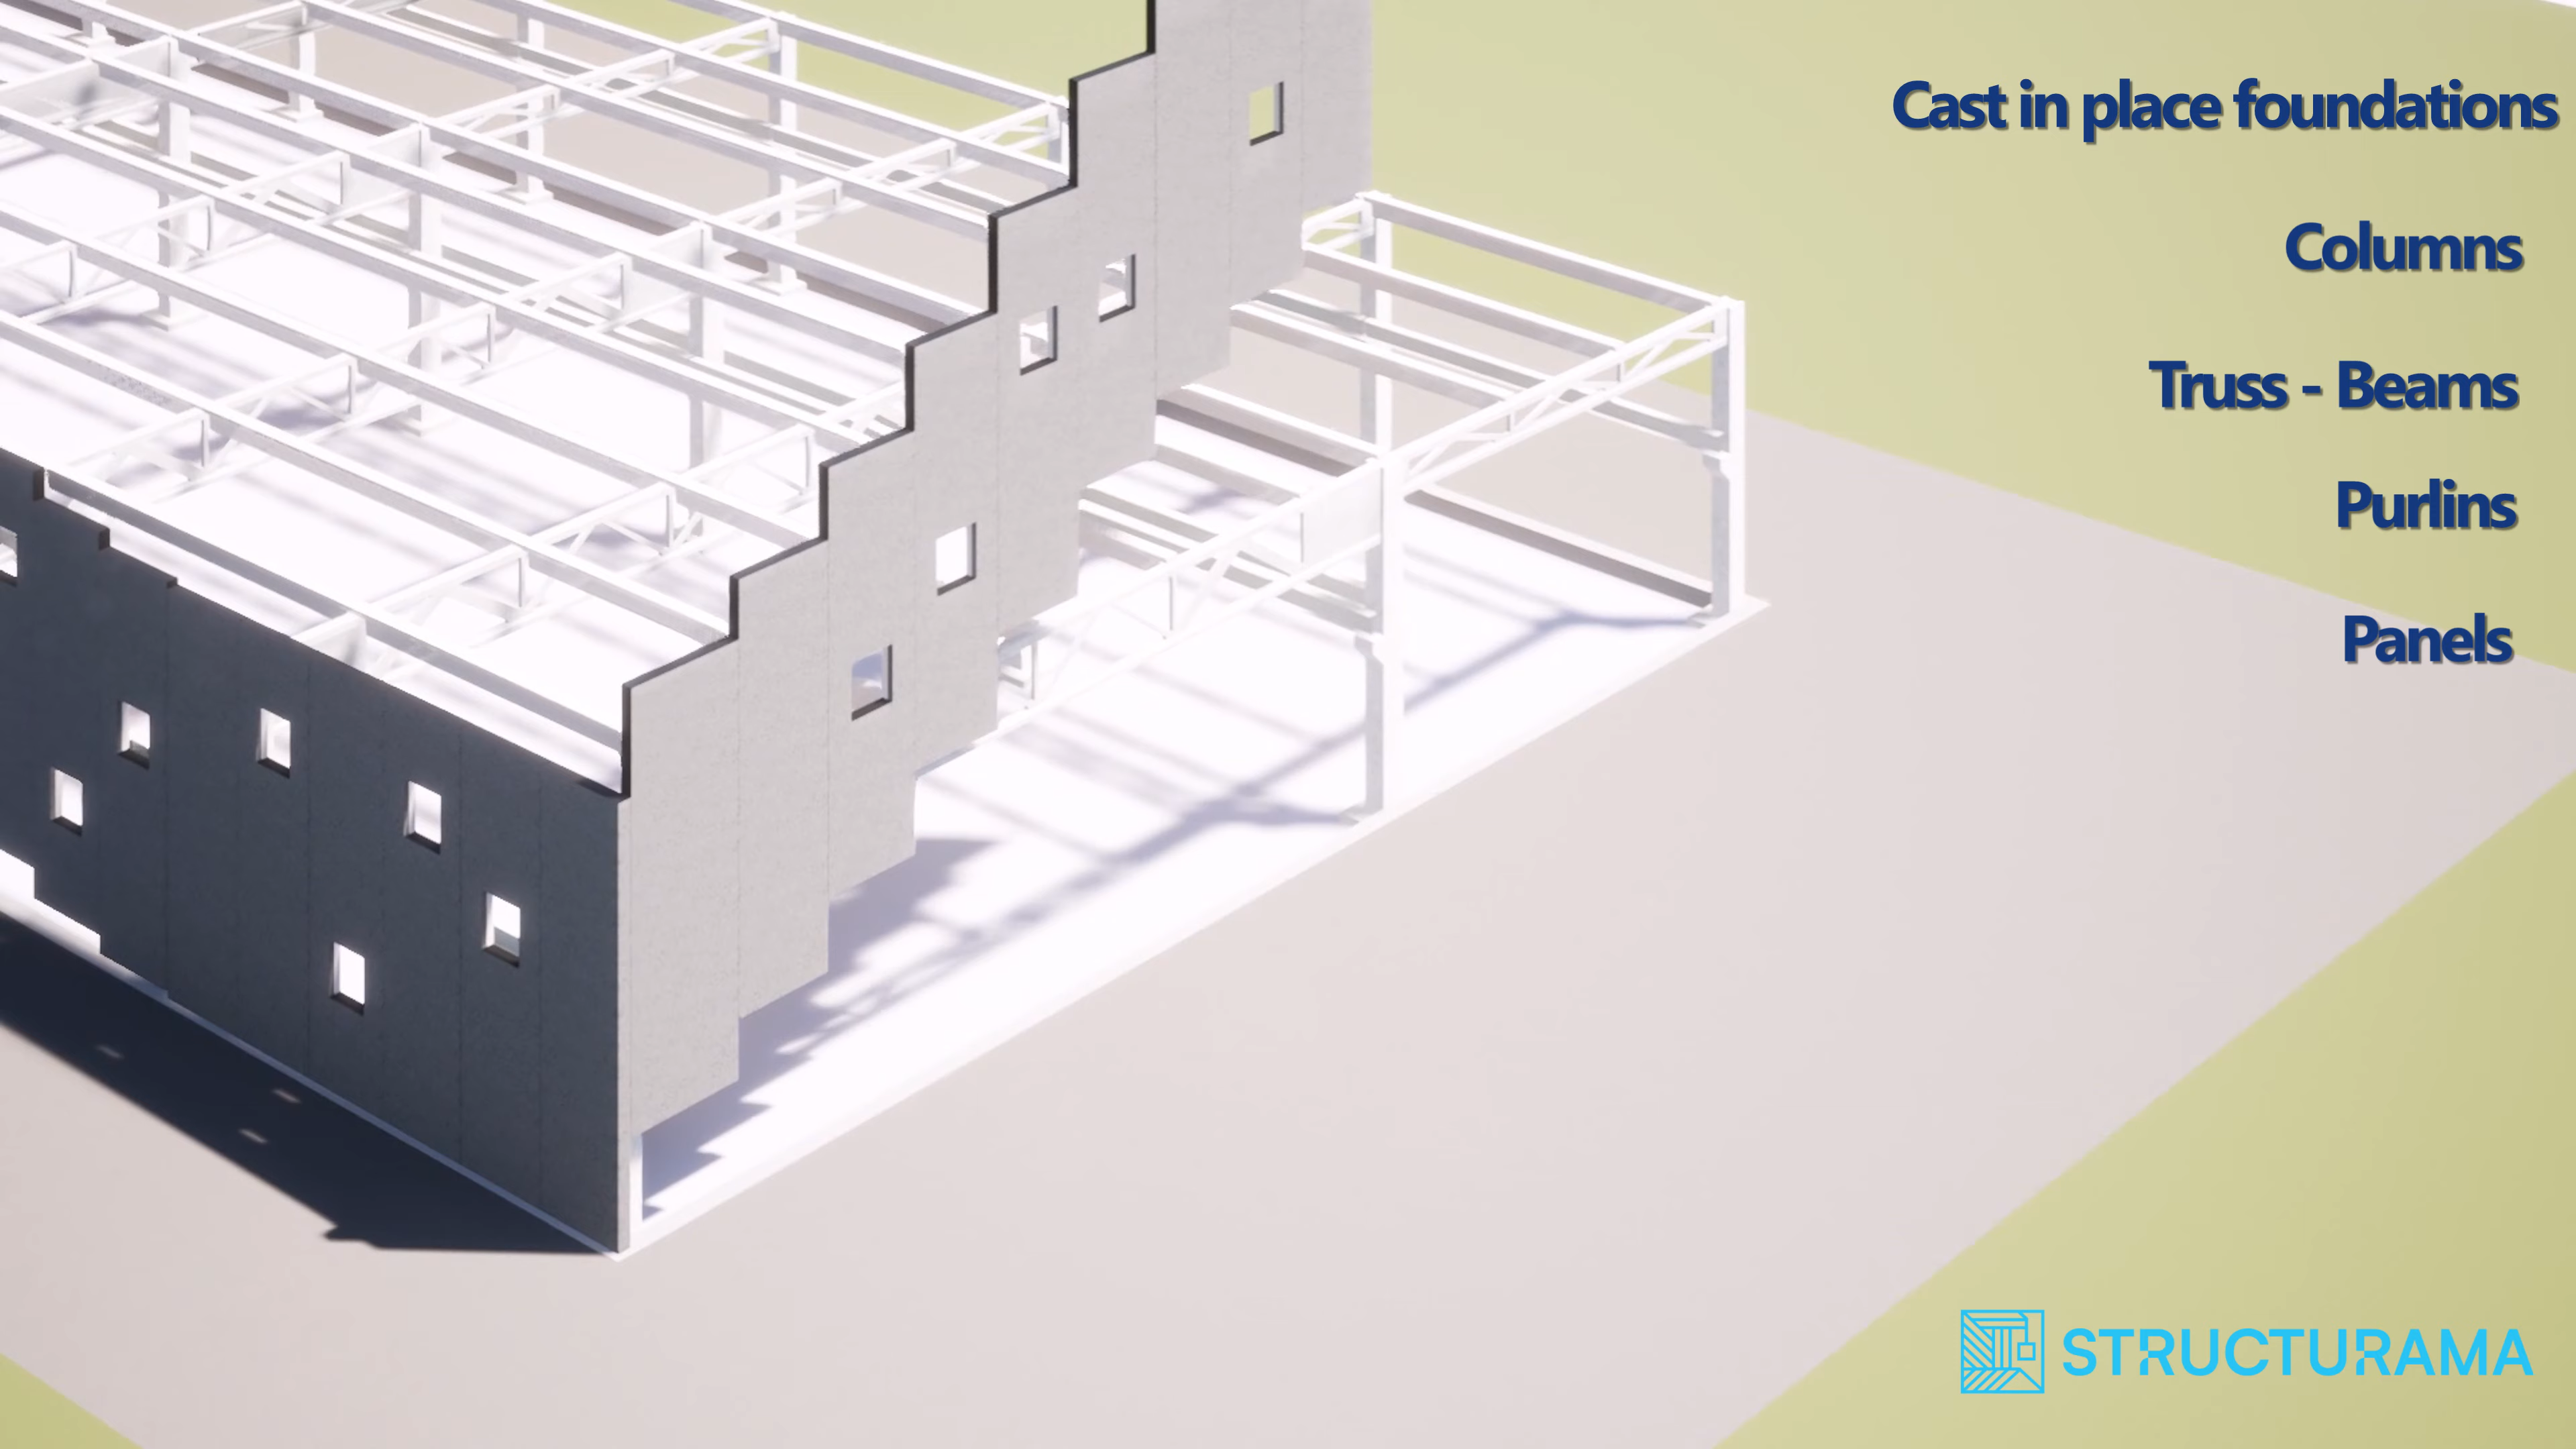 Cast in place foundations
Columns
Truss - Beams
Purlins
Panels
STRUCTURAMA